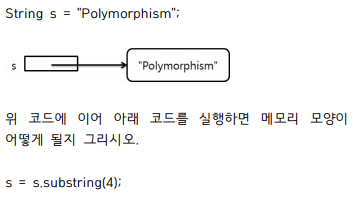 String s = "Polymorphism";
s "Polymorphism"
위 코드에 이어 아래 코드를 실행하면 메모리 모양이
어떻게 될지 그리시오.
s = s.substring(4);